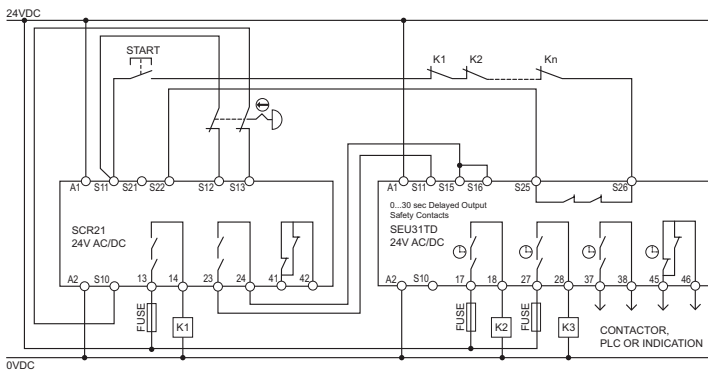 24VDC
START
K1 K2 Kn
A1 S11 S21 S22 S12 S13
A1 S11 S15 S16 S25 S26
0...30 sec Delayed Output
Safety Contacts
SCR21
24V AC/DC
SEU31TD
24V AC/DC
A2 S10 13 14 23 24 41 42
A2 S10 17 18 27 28 37 38 45 46
FUSE K1 FUSE K2 FUSE K3
CONTACTOR,
PLC OR INDICATION
0VDC